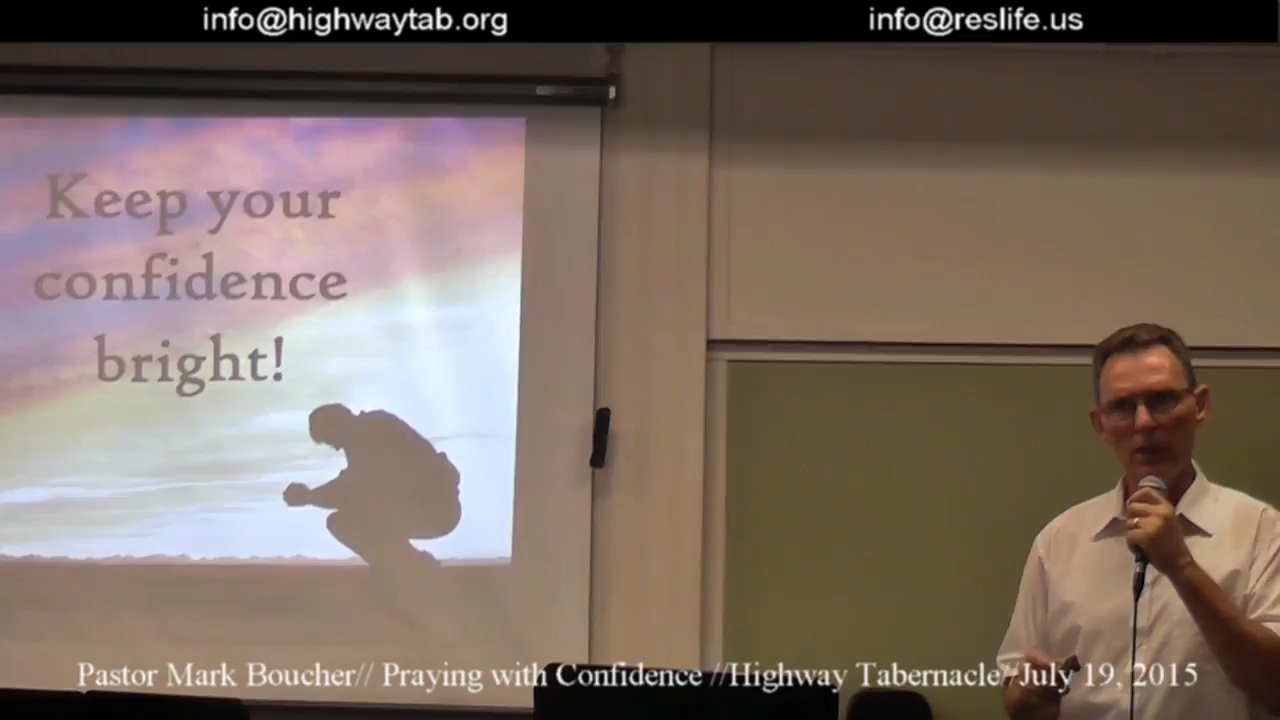 info@highwaytab.org
info@reslife.us
Keep your
confidence
bright!
Pastor Mark Boucher// Praying with Confidence //Highway Tabernacle//July 19, 2015